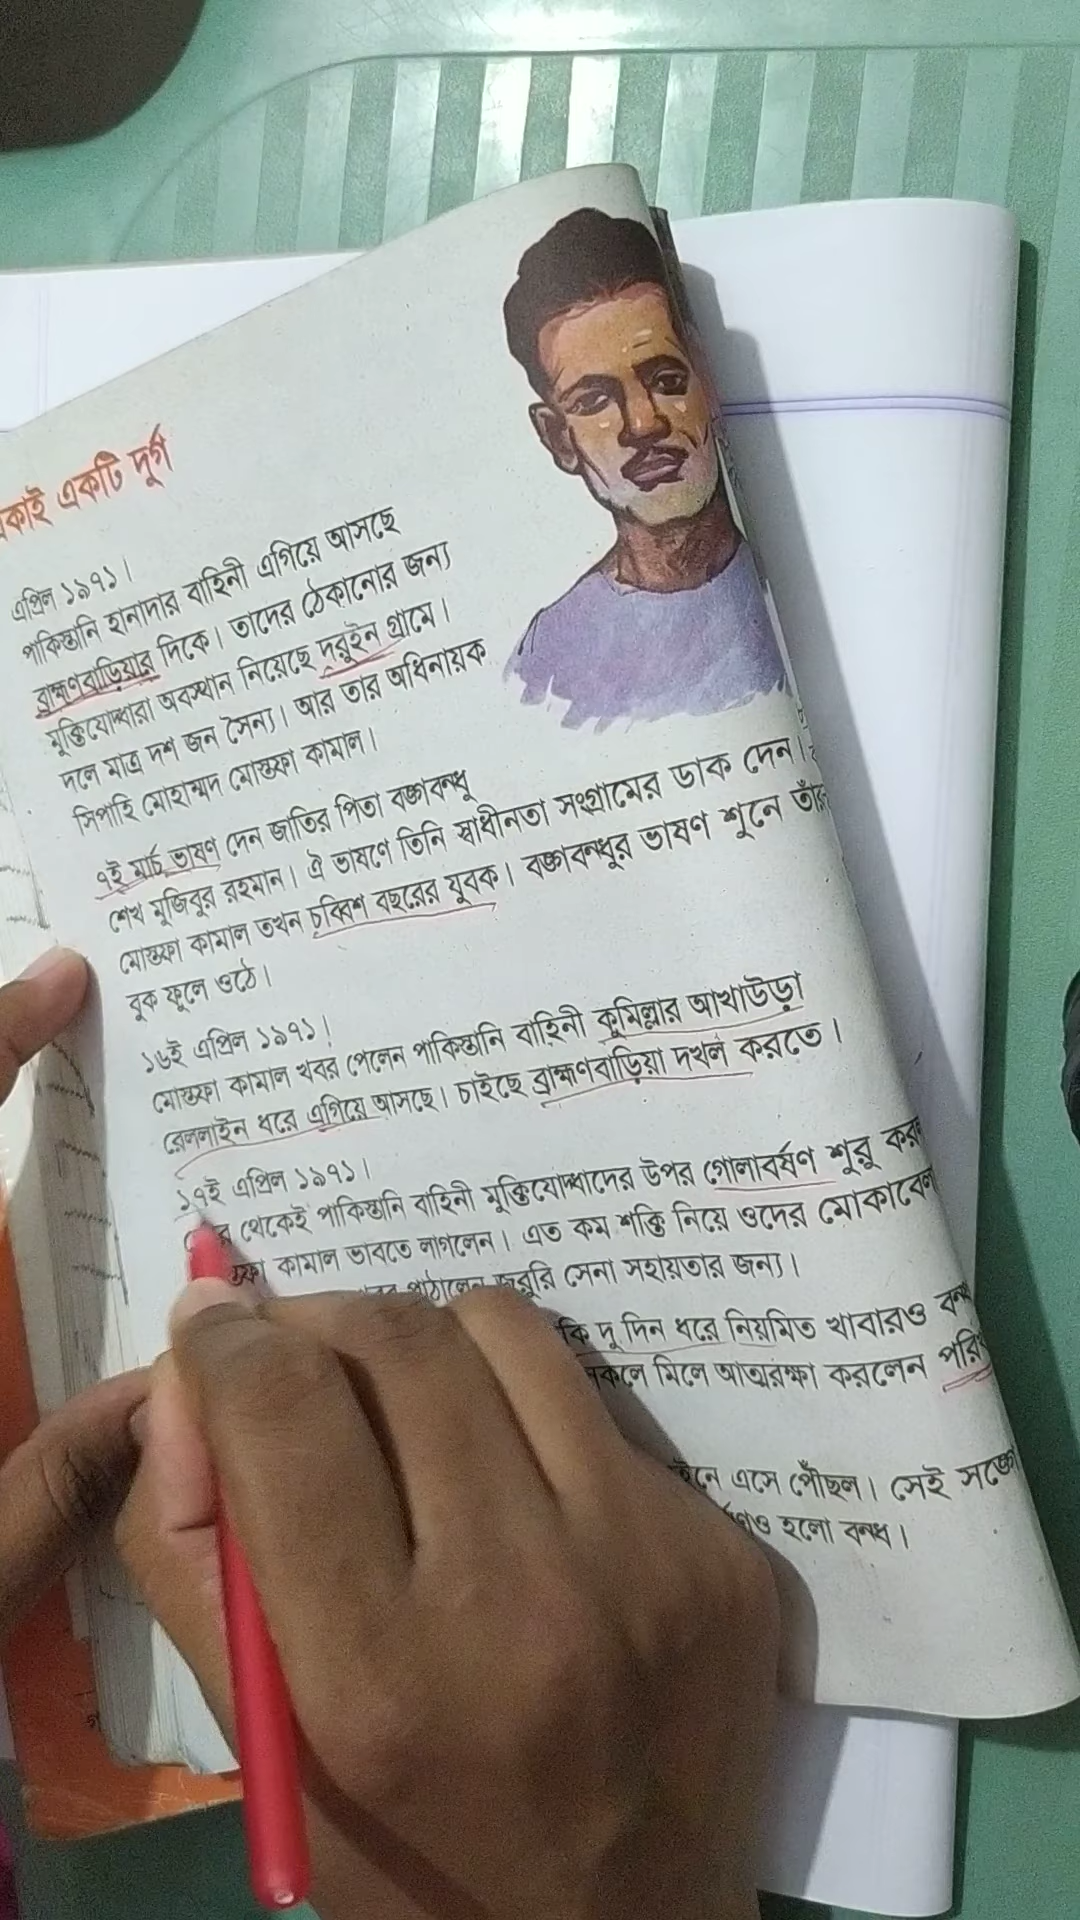 একটি দুর্গ
এপ্রিল ১৯৭১।
পাকিস্তানি হানাদার বাহিনী এগিয়ে আসছে
ব্রাহ্মণবাড়িয়ার দিকে। তাদের ঠেকানোর জন্য
মুক্তিযোদ্ধারা অবস্থান নিয়েছে দরুইন গ্রামে।
দলে মাত্র দশ জন সৈন্য। আর তার অধিনায়ক
সিপাহি মোহাম্মদ মোস্তফা কামাল।
৭ই মার্চ ভাষণ দেন জাতির পিতা বঙ্গবন্ধু
শেখ মুজিবুর রহমান। ঐ ভাষণে তিনি স্বাধীনতা সংগ্রামের ডাক দেন।
মোস্তফা কামাল তখন চব্বিশ বছরের যুবক। বঙ্গবন্ধুর ভাষণ শুনে তাঁর
বুক ফুলে ওঠে।
১৬ই এপ্রিল ১৯৭১।
মোস্তফা কামাল খবর পেলেন পাকিস্তানি বাহিনী কুমিল্লার আখাউড়া
রেললাইন ধরে এগিয়ে আসছে। চাইছে ব্রাহ্মণবাড়িয়া দখল করতে।
১৭ই এপ্রিল ১৯৭১।
থেকেই পাকিস্তানি বাহিনী মুক্তিযোদ্ধাদের উপর গোলাবর্ষণ শুরু
কামাল ভাবতে লাগলেন। এত কম শক্তি নিয়ে ওদের
পাঠালেন জরুরি সেনা সহায়তার জন্য।
কি দু দিন ধরে নিয়মিত খাবারও
মিলে আত্মরক্ষা করলেন
এসে পৌঁছল। সেই সঙ্গে
হলো বন্ধ।